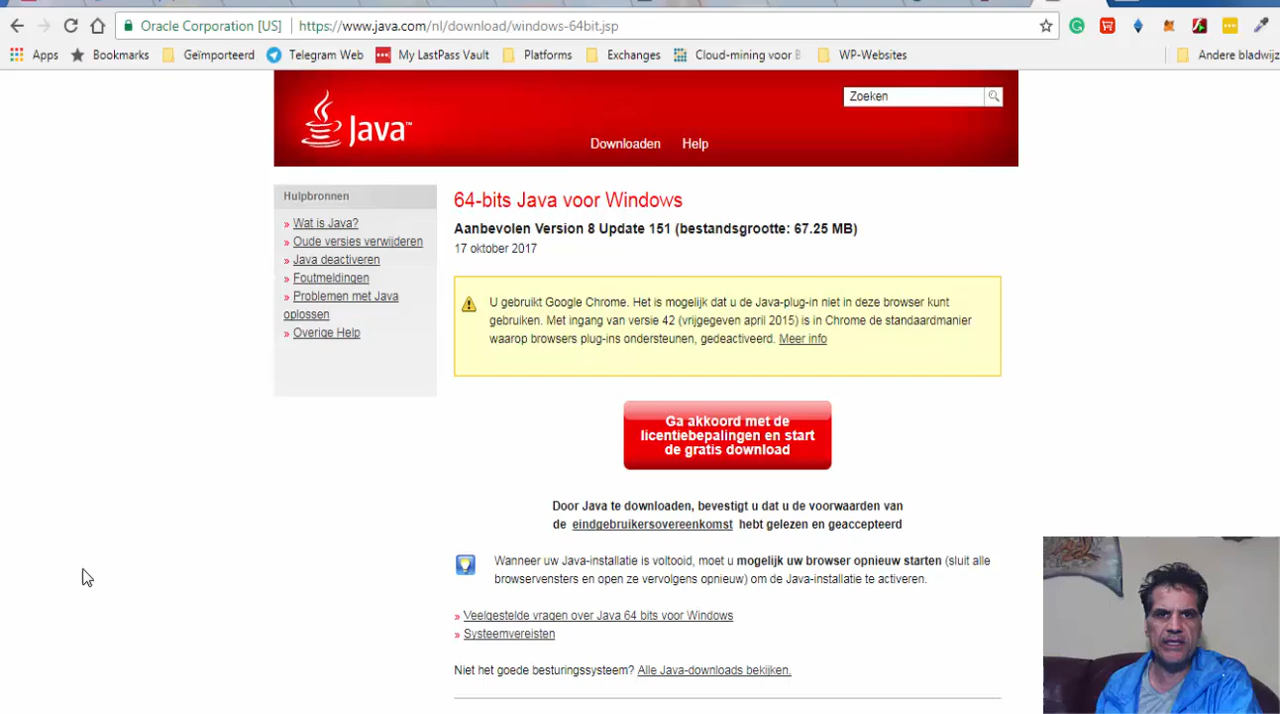 Oracle Corporation [US] https://www.java.com/nl/download/windows-64bit.jsp
Apps Bookmarks Geïmporteerd Telegram Web My LastPass Vault Platforms Exchanges Cloud-mining for B WP-Websites Andere bladwijz
Zoeken
Java™
Downloaden Help
Hulpbronnen
» Wat is Java?
» Oude versies verwijderen
» Java deactiveren
» Foutmeldingen
» Problemen met Java
oplossen
» Overige Help
64-bits Java voor Windows
Aanbevolen Version 8 Update 151 (bestandsgrootte: 67.25 MB)
17 oktober 2017
U gebruikt Google Chrome. Het is mogelijk dat u de Java-plug-in niet in deze browser kunt
gebruiken. Met ingang van versie 42 (vrijgegeven april 2015) is in Chrome de standaardmanier
waarop browsers plug-ins ondersteunen, gedeactiveerd. Meer info
Ga akkoord met de
licentiebepalingen en start
de gratis download
Door Java te downloaden, bevestigt u dat u de voorwaarden van
de eindgebruikersovereenkomst hebt gelezen en geaccepteerd
Wanneer uw Java-installatie is voltooid, moet u mogelijk uw browser opnieuw starten (sluit alle
browservensters en open ze vervolgens opnieuw) om de Java-installatie te activeren.
» Veelgestelde vragen over Java 64 bits voor Windows
» Systeemvereisten
Niet het goede besturingssysteem? Alle Java-downloads bekijken.